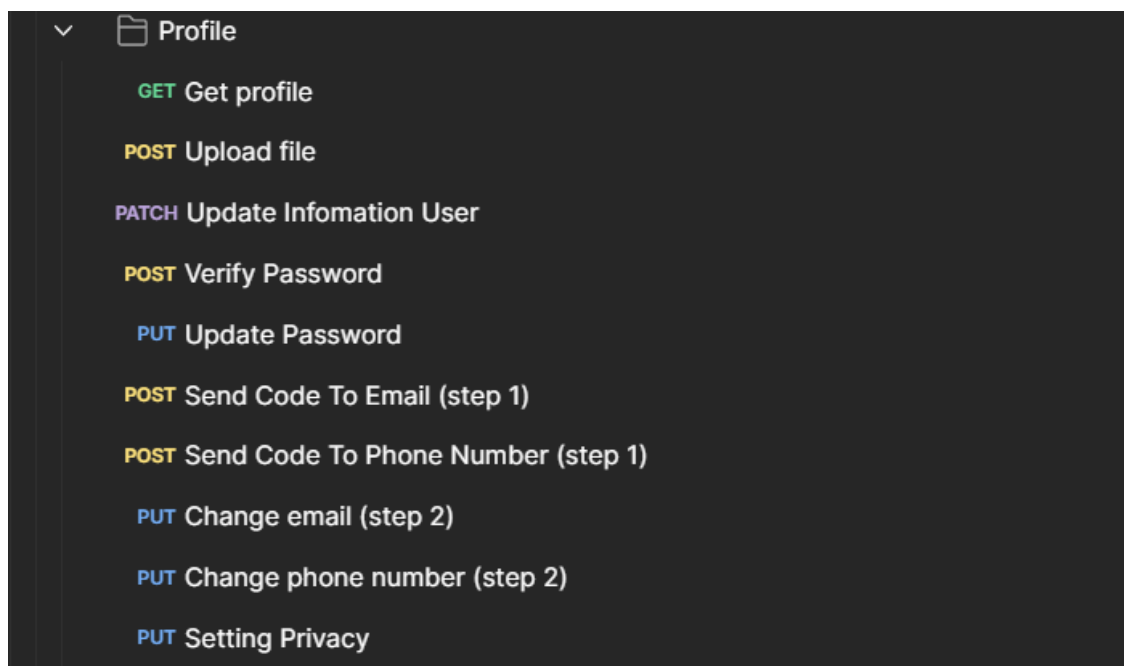 Profile
GET Get profile
POST Upload file
PATCH Update Infomation User
POST Verify Password
PUT Update Password
POST Send Code To Email (step 1)
POST Send Code To Phone Number (step 1)
PUT Change email (step 2)
PUT Change phone number (step 2)
PUT Setting Privacy